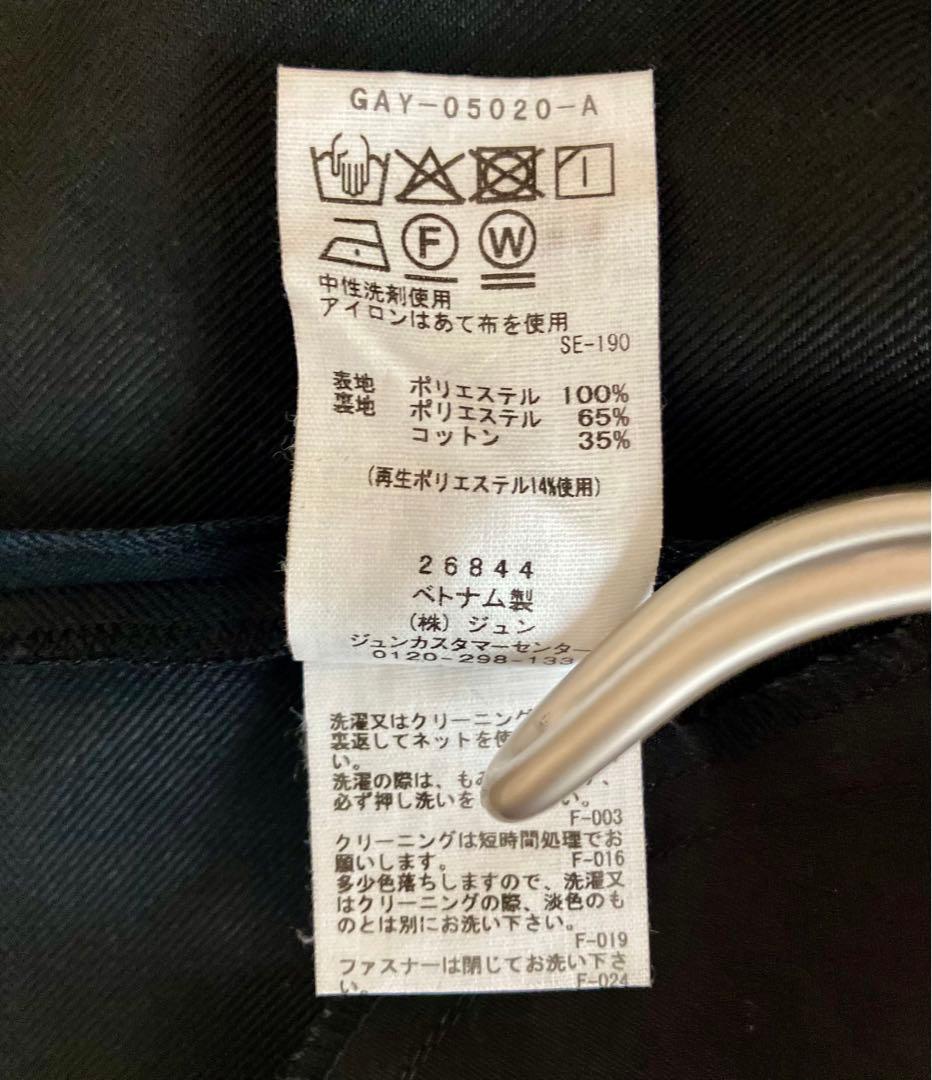 GAY-05020-A
F W
中性洗剤使用
アイロンはあて布を使用
SE-190
表地 ポリエステル 100%
裏地 ポリエステル 65%
コットン 35%
(再生ポリエステル14%使用)
26844
ベトナム製
(株)ジュン
ジュンカスタマーセンター
0120-298-133
洗濯又はクリーニング
裏返してネットを使
い。
洗濯の際は、も
必ず押し洗いを い。
F-003
クリーニングは短時間処理でお
願いします。 F-016
多少色落ちしますので、洗濯又
はクリーニングの際、淡色のも
のとは別にお洗い下さい。
F-019
ファスナーは閉じてお洗い下さ
い。 F-024